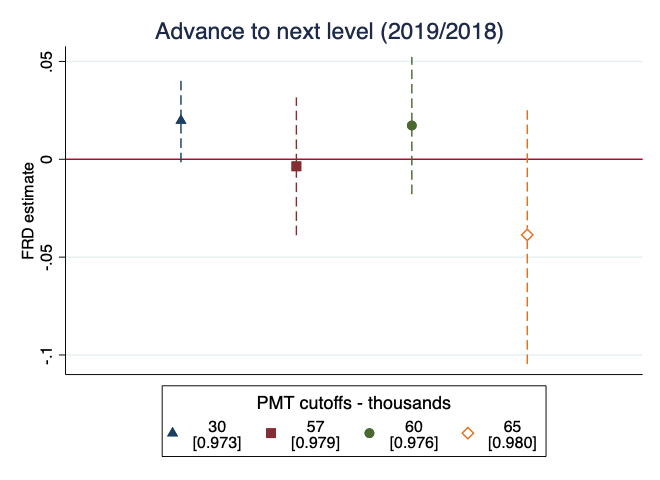 Advance to next level (2019/2018)
.05
0
-.05
-.1
FRD estimate
PMT cutoffs - thousands
30 57 60 65
[0.973] [0.979] [0.976] [0.980]